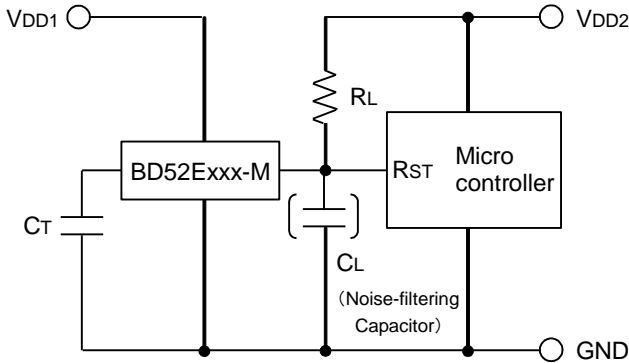 VDD1
VDD2
RL
BD52Exxx-M
RST
Micro
controller
CT
CL
（Noise-filtering
Capacitor）
GND